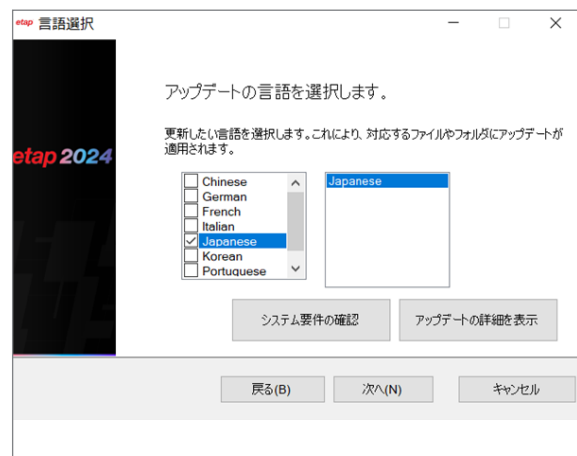 etap 言語選択
アップデートの言語を選択します。
更新したい言語を選択します。これにより、対応するファイルやフォルダにアップデートが
適用されます。
etap 2024
Chinese
German
French
Italian
Japanese
Korean
Portuguese
Japanese
システム要件の確認
アップデートの詳細を表示
戻る(B)
次へ(N)
キャンセル